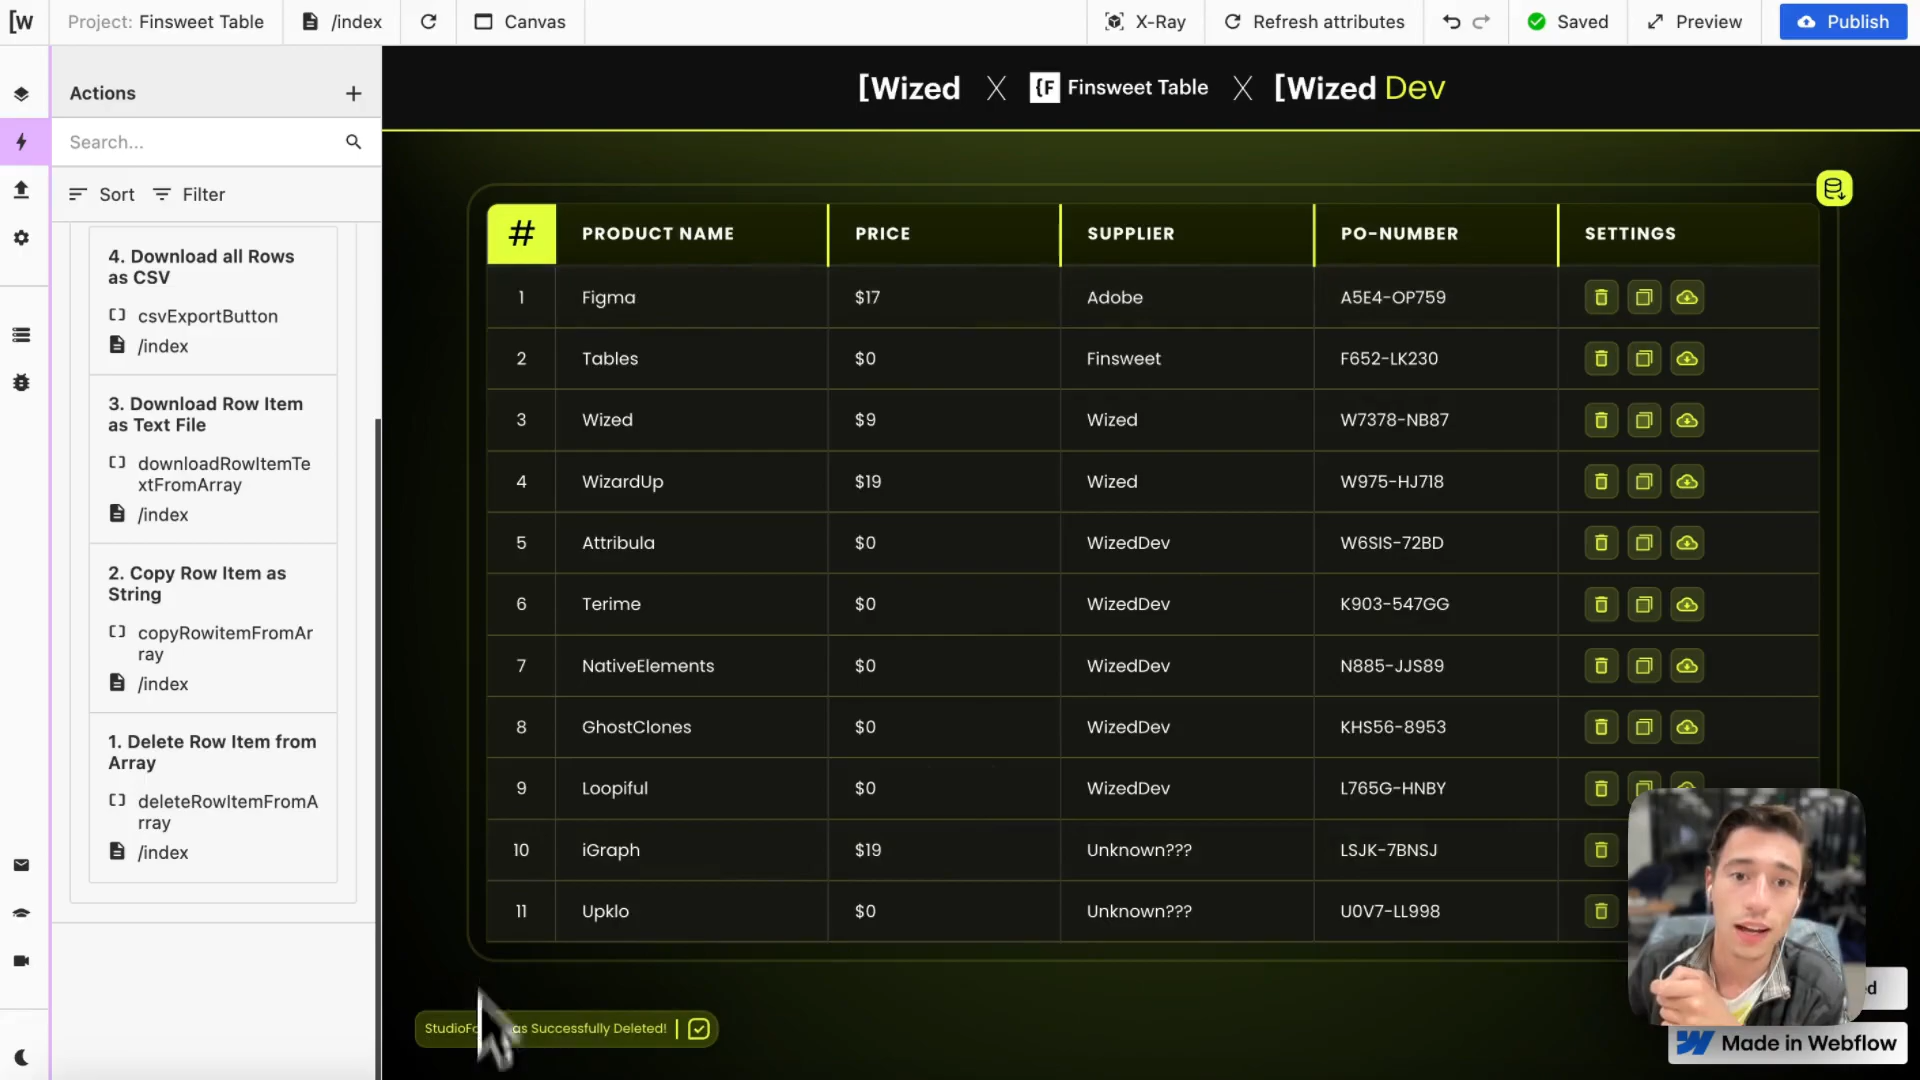 [W
Project: Finsweet Table
/index
Canvas
X-Ray
Refresh attributes
Saved
Preview
Publish
Actions
Search...
Sort
Filter
4. Download all Rows
as CSV
csvExportButton
/index
3. Download Row Item
as Text File
downloadRowItemTe
xtFromArray
/index
2. Copy Row Item as
String
copyRowitemFromAr
ray
/index
1. Delete Row Item from
Array
deleteRowItemFromA
rray
/index
[Wized X {F Finsweet Table X [Wized Dev
# PRODUCT NAME PRICE SUPPLIER PO-NUMBER SETTINGS
1 Figma $17 Adobe A5E4-OP759
2 Tables $0 Finsweet F652-LK230
3 Wized $9 Wized W7378-NB87
4 WizardUp $19 Wized W975-HJ718
5 Attribula $0 WizedDev W6SIS-72BD
6 Terime $0 WizedDev K903-547GG
7 NativeElements $0 WizedDev N885-JJS89
8 GhostClones $0 WizedDev KHS56-8953
9 Loopiful $0 WizedDev L765G-HNBY
10 iGraph $19 Unknown??? LSJK-7BNSJ
11 Upklo $0 Unknown??? U0V7-LL998
Successfully Deleted!
Made in Webflow